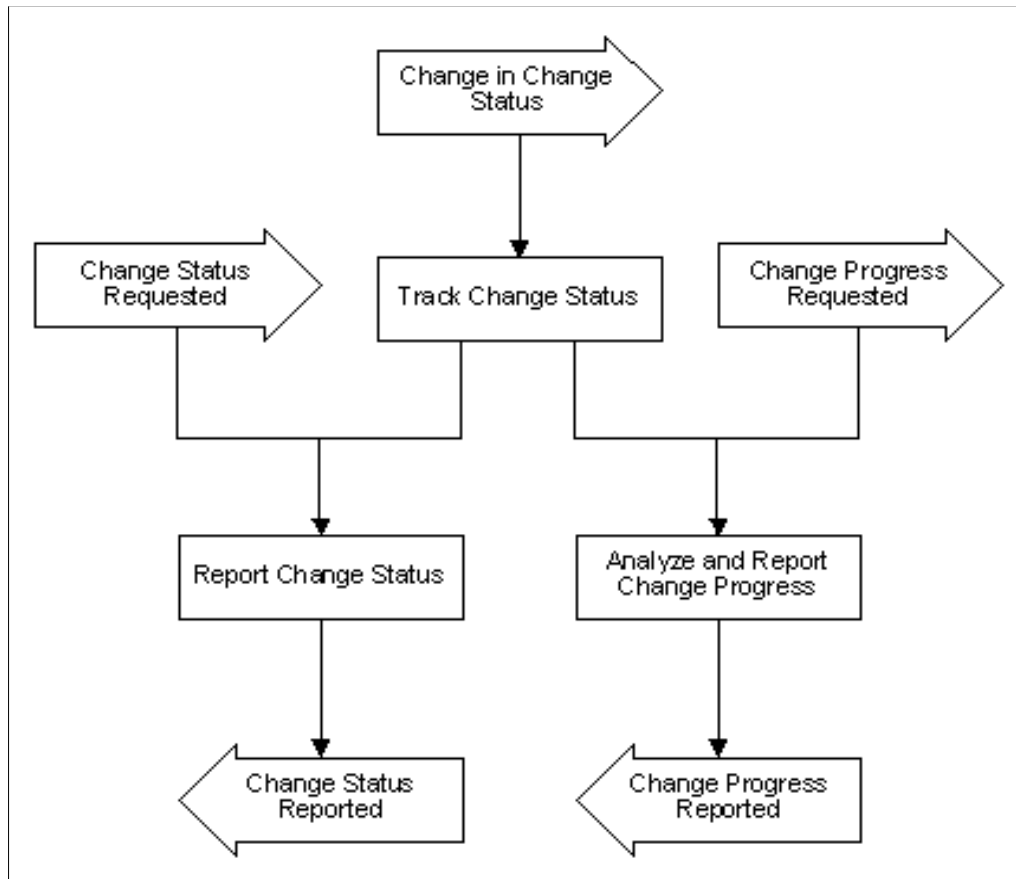 Change in Change
Status
Change Status
Requested
Track Change Status
Change Progress
Requested
Report Change Status
Analyze and Report
Change Progress
Change Status
Reported
Change Progress
Reported